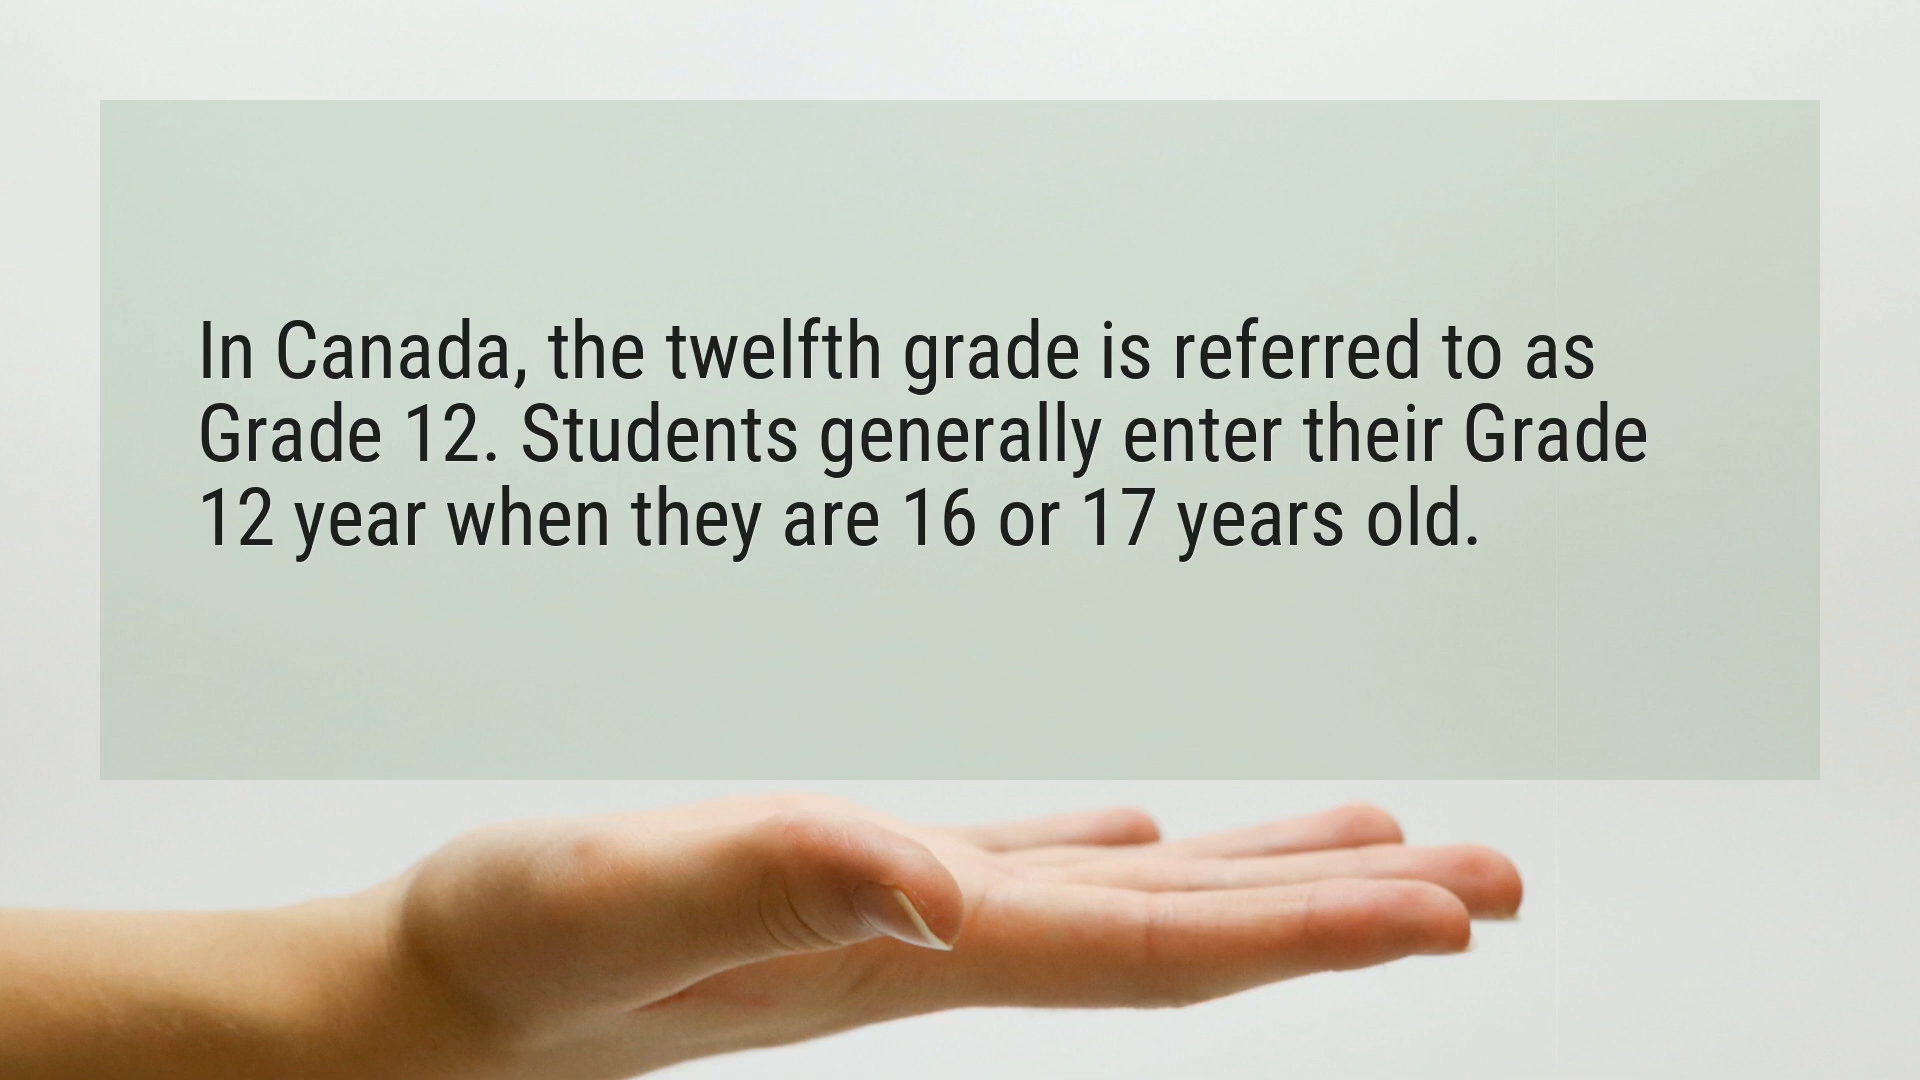 In Canada, the twelfth grade is referred to as
Grade 12. Students generally enter their Grade
12 year when they are 16 or 17 years old.